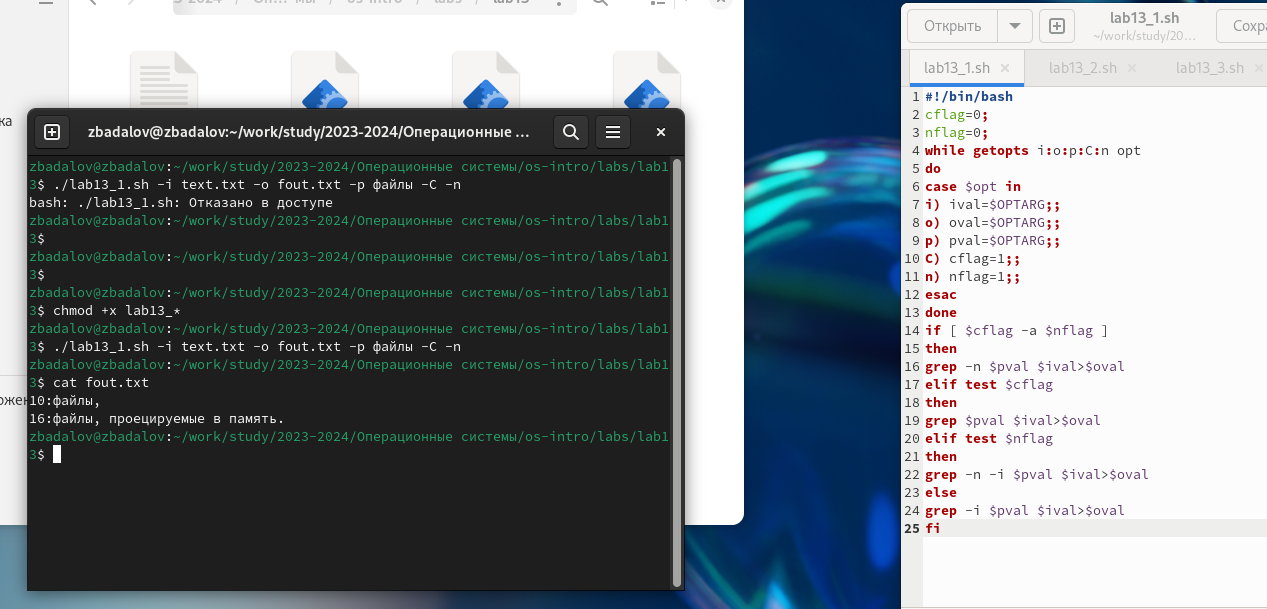 lab13
zbadalov@zbadalov:~/work/study/2023-2024/Операционные ...
zbadalov@zbadalov:~/work/study/2023-2024/Операционные системы/os-intro/labs/lab1
3$ ./lab13_1.sh -i text.txt -o fout.txt -p файлы -C -n
bash: ./lab13_1.sh: Отказано в доступе
zbadalov@zbadalov:~/work/study/2023-2024/Операционные системы/os-intro/labs/lab1
3$
zbadalov@zbadalov:~/work/study/2023-2024/Операционные системы/os-intro/labs/lab1
3$
zbadalov@zbadalov:~/work/study/2023-2024/Операционные системы/os-intro/labs/lab1
3$ chmod +x lab13_*
zbadalov@zbadalov:~/work/study/2023-2024/Операционные системы/os-intro/labs/lab1
3$ ./lab13_1.sh -i text.txt -o fout.txt -p файлы -C -n
zbadalov@zbadalov:~/work/study/2023-2024/Операционные системы/os-intro/labs/lab1
3$ cat fout.txt
10:файлы,
16:файлы, проецируемые в память.
zbadalov@zbadalov:~/work/study/2023-2024/Операционные системы/os-intro/labs/lab1
3$
Открыть
lab13_1.sh
~/work/study/20...
Сохра
lab13_1.sh × lab13_2.sh × lab13_3.sh ×
1 #!/bin/bash
2 cflag=0;
3 nflag=0;
4 while getopts i:o:p:C:n opt
5 do
6 case $opt in
7 i) ival=$OPTARG;;
8 o) oval=$OPTARG;;
9 p) pval=$OPTARG;;
10 C) cflag=1;;
11 n) nflag=1;;
12 esac
13 done
14 if [ $cflag -a $nflag ]
15 then
16 grep -n $pval $ival>$oval
17 elif test $cflag
18 then
19 grep $pval $ival>$oval
20 elif test $nflag
21 then
22 grep -n -i $pval $ival>$oval
23 else
24 grep -i $pval $ival>$oval
25 fi